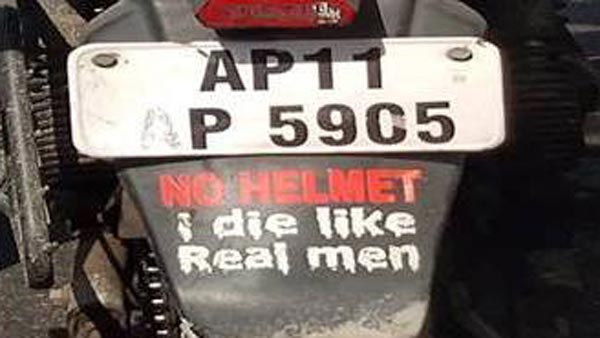 AP11
AP 5905
NO HELMET
i die like
Real men